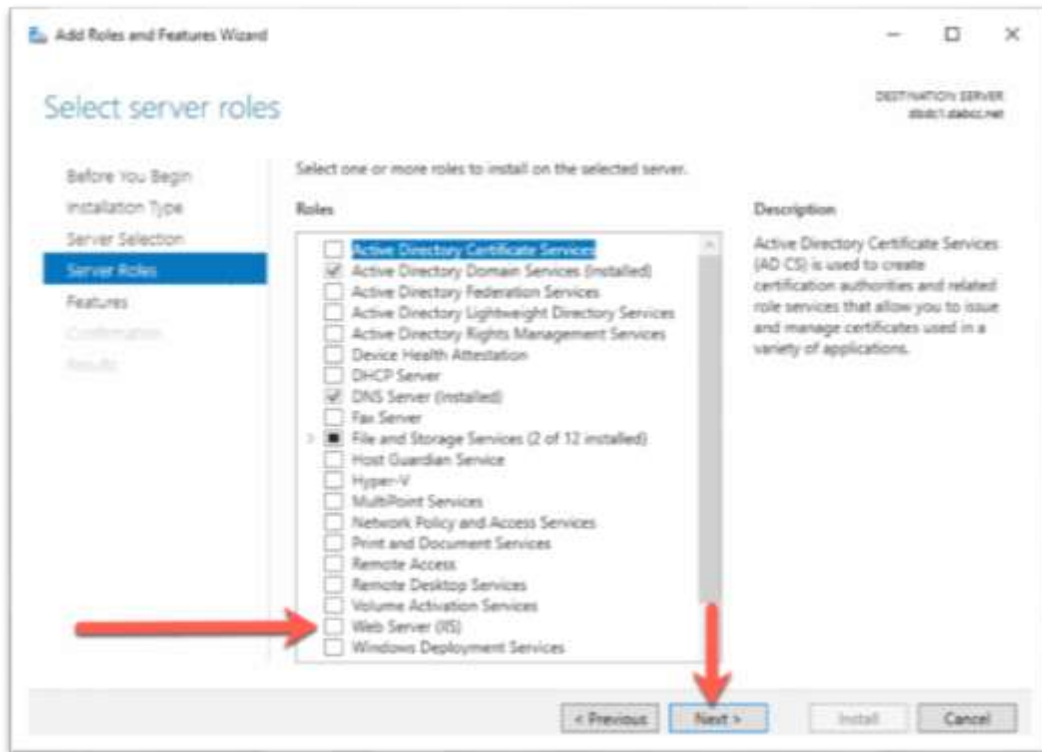 Add Roles and Features Wizard
Select server roles
DESTINATION SERVER
Before You Begin
Installation Type
Server Selection
Server Roles
Features
Confirmation
Results
Select one or more roles to install on the selected server.
Roles
Active Directory Certificate Services
Active Directory Domain Services (Installed)
Active Directory Federation Services
Active Directory Lightweight Directory Services
Active Directory Rights Management Services
Device Health Attestation
DHCP Server
DNS Server (Installed)
Fax Server
File and Storage Services (2 of 12 installed)
Host Guardian Service
Hyper-V
MultiPoint Services
Network Policy and Access Services
Print and Document Services
Remote Access
Remote Desktop Services
Volume Activation Services
Web Server (IIS)
Windows Deployment Services
Description
Active Directory Certificate Services
(AD CS) is used to create
certification authorities and related
role services that allow you to issue
and manage certificates used in a
variety of applications.
< Previous
Next >
Install
Cancel